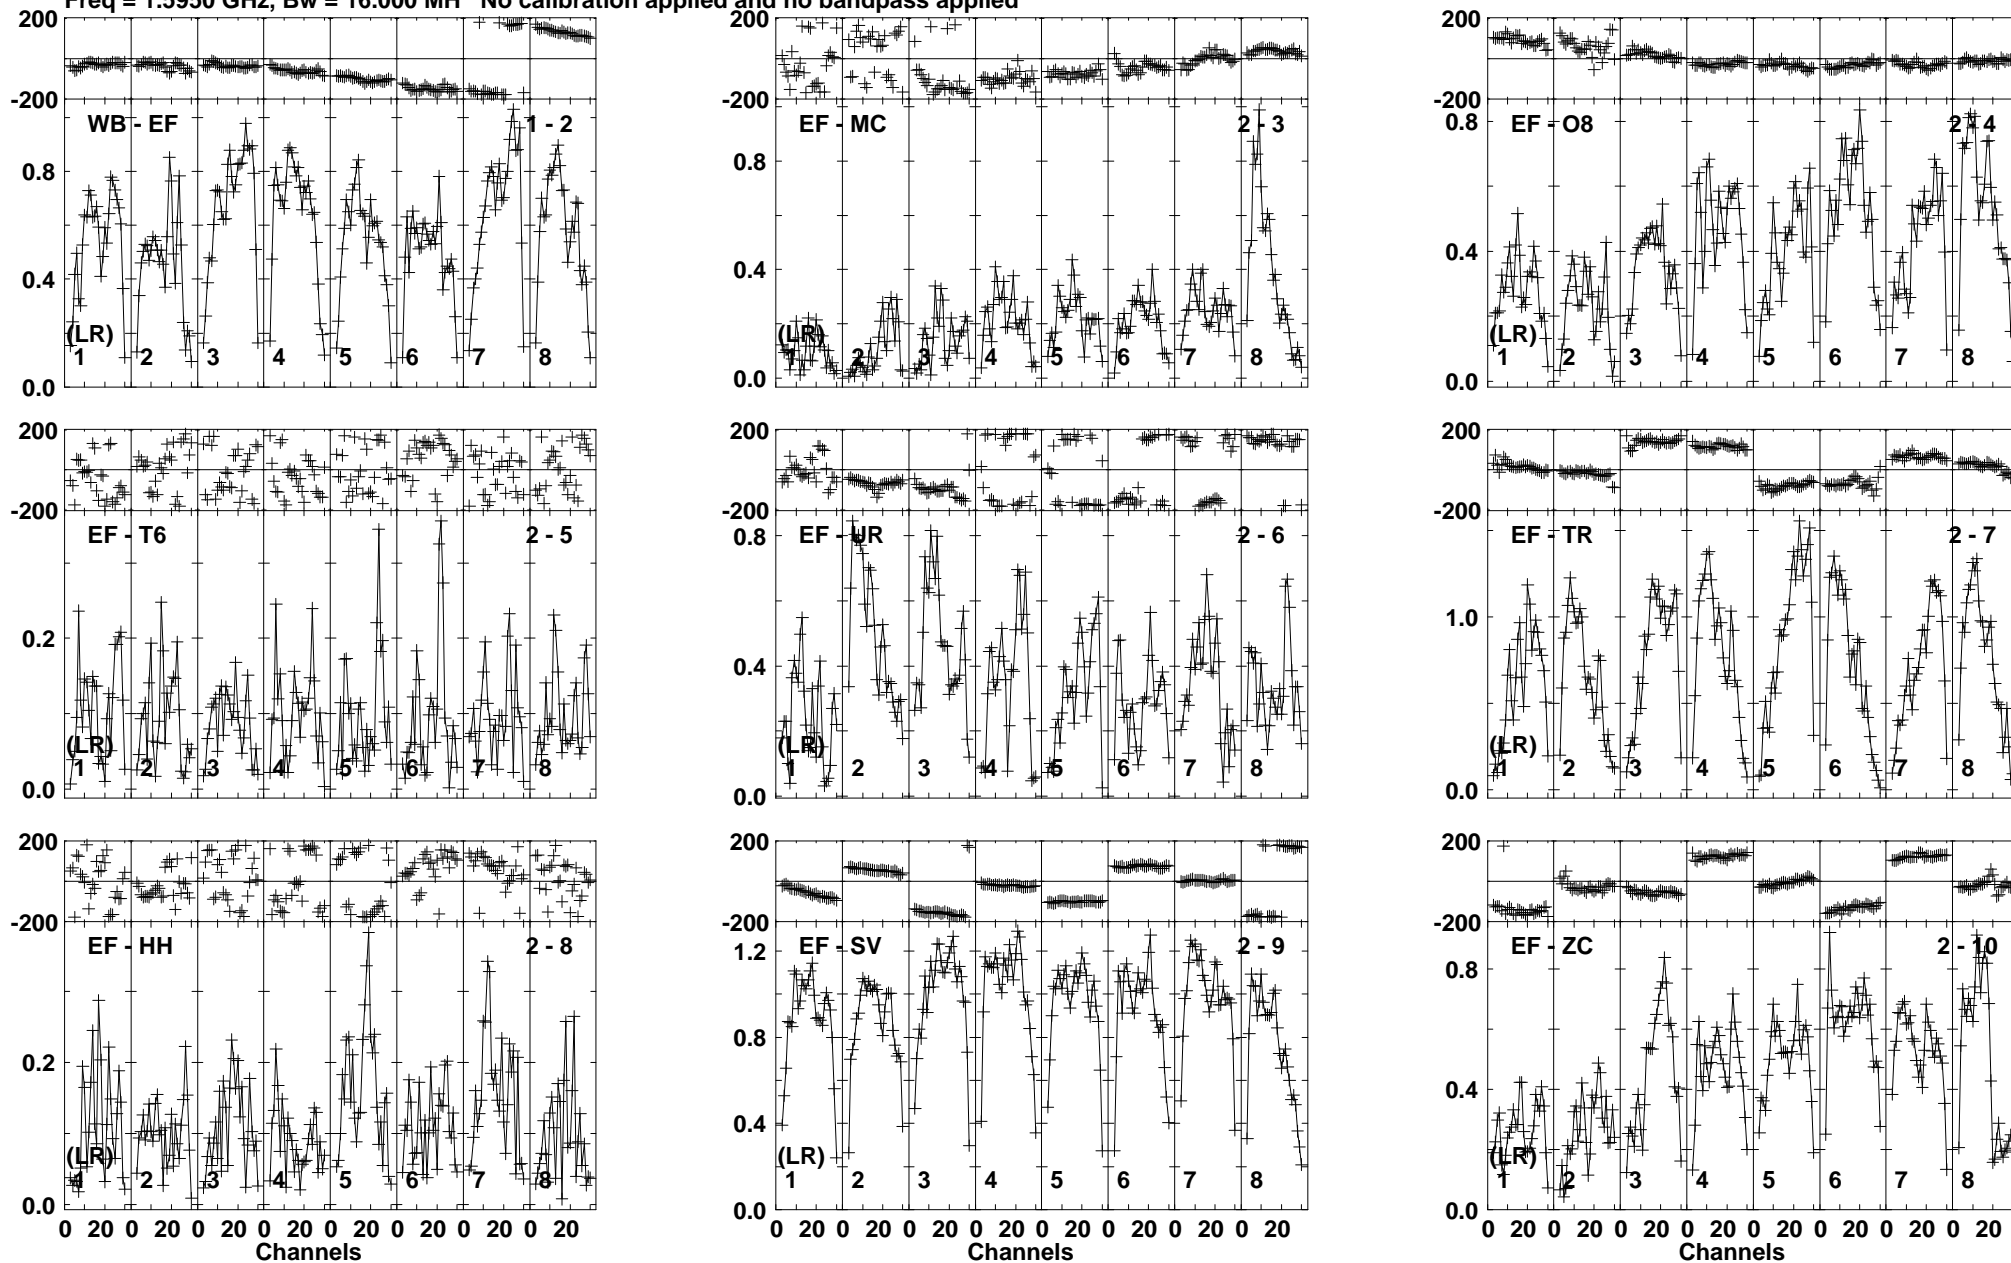 Freq = 1.5950 GHz, Bw = 16.000 MH No calibration applied and no bandpass applied
200 200 200
-200 -200 -200
WB - EF 1 - 2 EF - MC 2 - 3 EF - O8 2 - 4
0.8 0.8 0.8
0.4 0.4 0.4
(LR) (LR) (LR)
1 2 3 4 5 6 7 8 1 2 3 4 5 6 7 8 1 2 3 4 5 6 7 8
0.0 0.0 0.0
200 200 200
-200 -200 -200
EF - T6 2 - 5 EF - UR 2 - 6 EF - TR 2 - 7
0.2 0.8 1.0
0.4
(LR) (LR) (LR)
1 2 3 4 5 6 7 8 1 2 3 4 5 6 7 8 1 2 3 4 5 6 7 8
0.0 0.0 0.0
200 200 200
-200 -200 -200
EF - HH 2 - 8 EF - SV 2 - 9 EF - ZC 2 - 10
0.2 1.2 0.8
0.8 0.4
0.4
(LR) (LR) (LR)
1 2 3 4 5 6 7 8 1 2 3 4 5 6 7 8 1 2 3 4 5 6 7 8
0.0 0.0 0.0
0 20 0 20 0 20 0 20 0 20 0 20 0 20 0 20 0 20 0 20 0 20 0 20 0 20 0 20 0 20 0 20 0 20 0 20 0 20 0 20 0 20 0 20 0 20 0 20
Channels Channels Channels